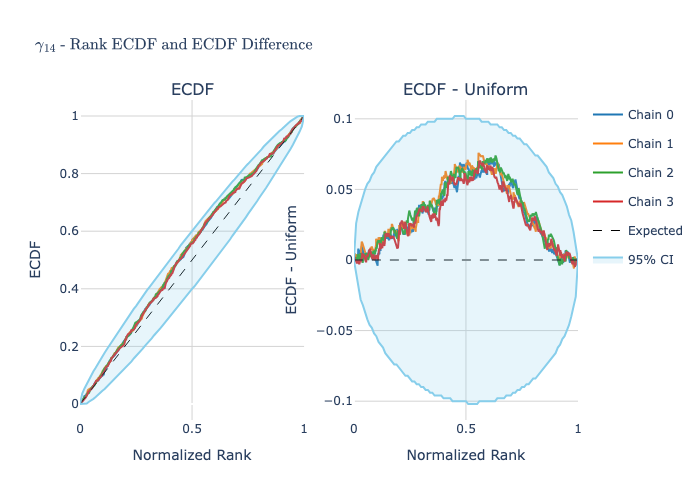 γ14 - Rank ECDF and ECDF Difference
ECDF
ECDF - Uniform
1
0.8
0.6
0.4
0.2
0
0
0.5
1
ECDF
Normalized Rank
0.1
0.05
0
−0.05
−0.1
0
0.5
1
ECDF - Uniform
Normalized Rank
Chain 0
Chain 1
Chain 2
Chain 3
Expected
95% CI